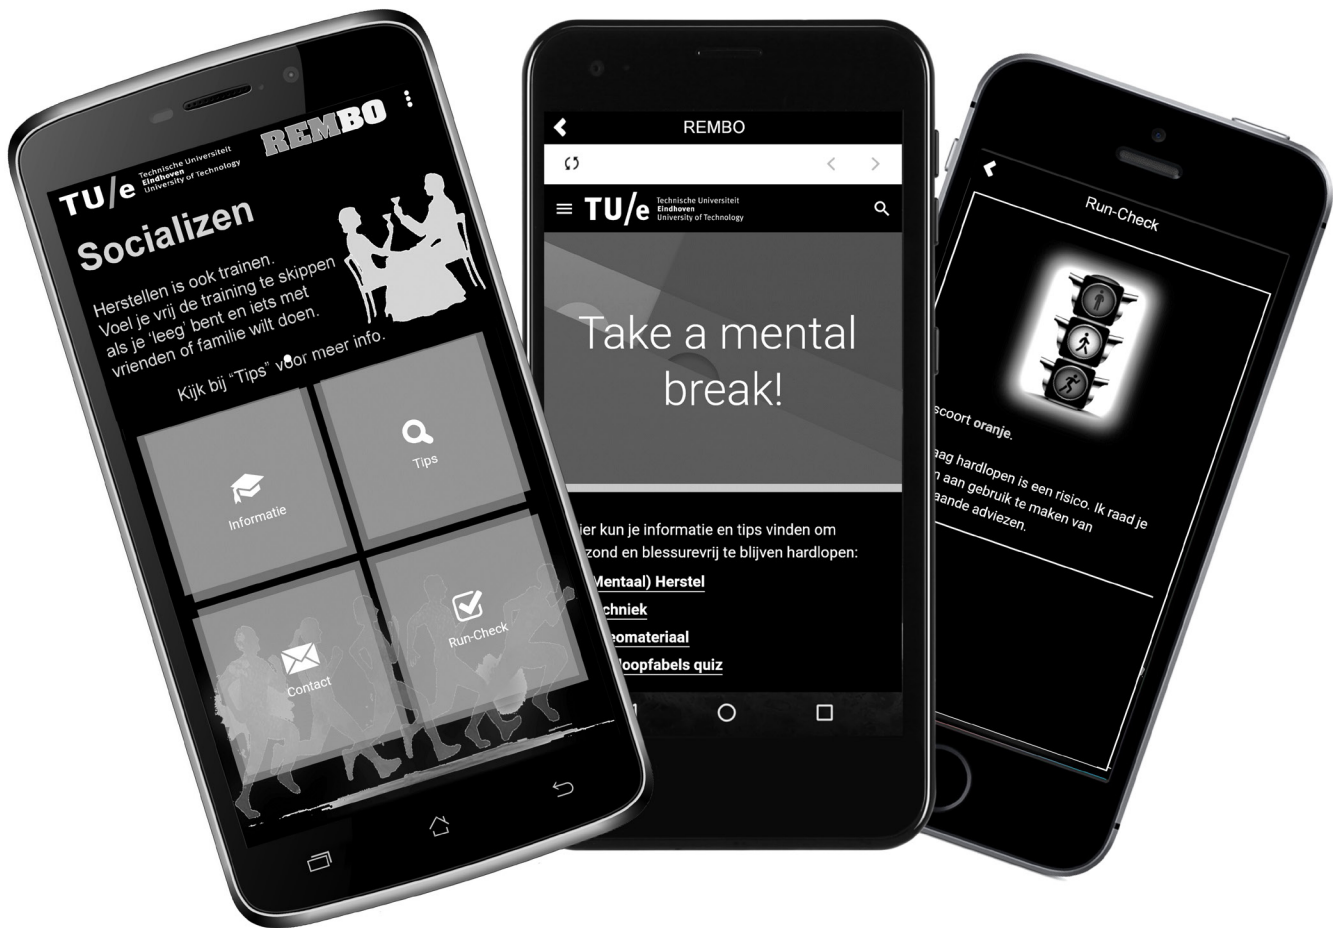 REMBO
TU/e Technische Universiteit
Eindhoven
University of Technology
Socializen
Herstellen is ook trainen.
Voel je vrij de training te skippen
als je 'leeg' bent en iets met
vrienden of familie wilt doen.
Kijk bij "Tips" voor meer info.
Informatie
Tips
Contact
Run-Check
REMBO
TU/e Technische Universiteit
Eindhoven
University of Technology
Take a mental
break!
ier kun je informatie en tips vinden om
zond en blessurevrij te blijven hardlopen:
Mentaal) Herstel
chniek
eomateriaal
loopfabels quiz
Run-Check
scoort oranje.
aag hardlopen is een risico. Ik raad je
n aan gebruik te maken van
aande adviezen.